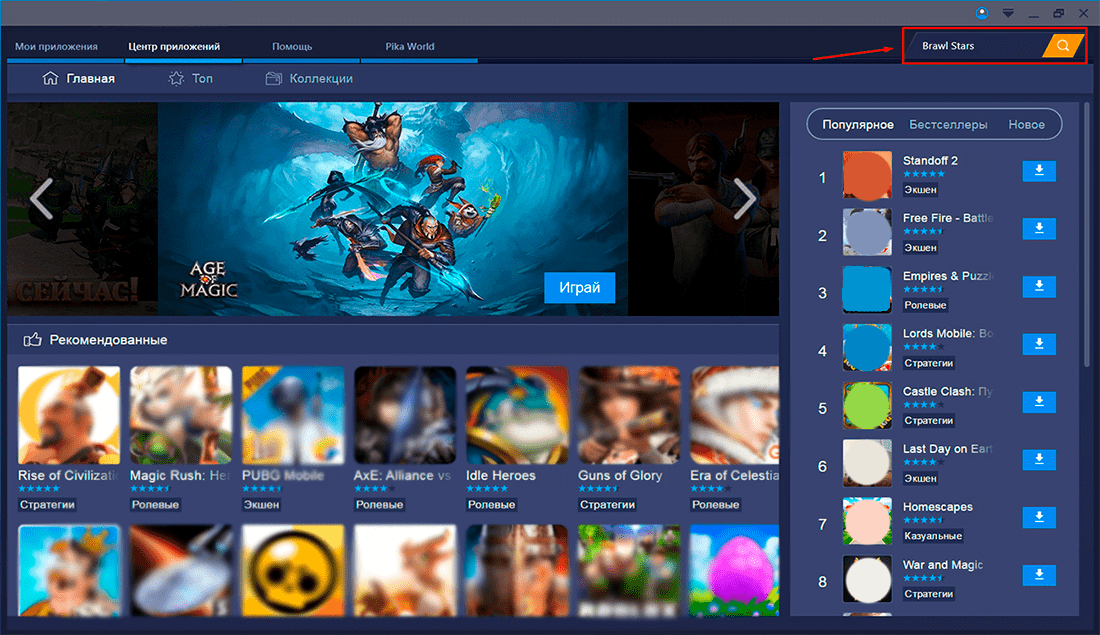 Мои приложения
Центр приложений
Помощь
Pika World
Brawl Stars
Главная
Топ
Коллекции
СЕЙЧАС!
AGE
OF
MAGIC
Играй
Популярное
Бестселлеры
Новое
1
Standoff 2
Экшен
2
Free Fire - Battle
Экшен
3
Empires & Puzzl
Ролевые
4
Lords Mobile: Bo
Стратегии
5
Castle Clash: Пу
Стратегии
6
Last Day on Eart
Экшен
7
Homescapes
Казуальные
8
War and Magic
Стратегии
Рекомендованные
Rise of Civilizatio
Стратегии
Magic Rush: Her
Ролевые
PUBG Mobile
Экшен
AxE: Alliance vs
Ролевые
Idle Heroes
Ролевые
Guns of Glory
Стратегии
Era of Celestia
Ролевые